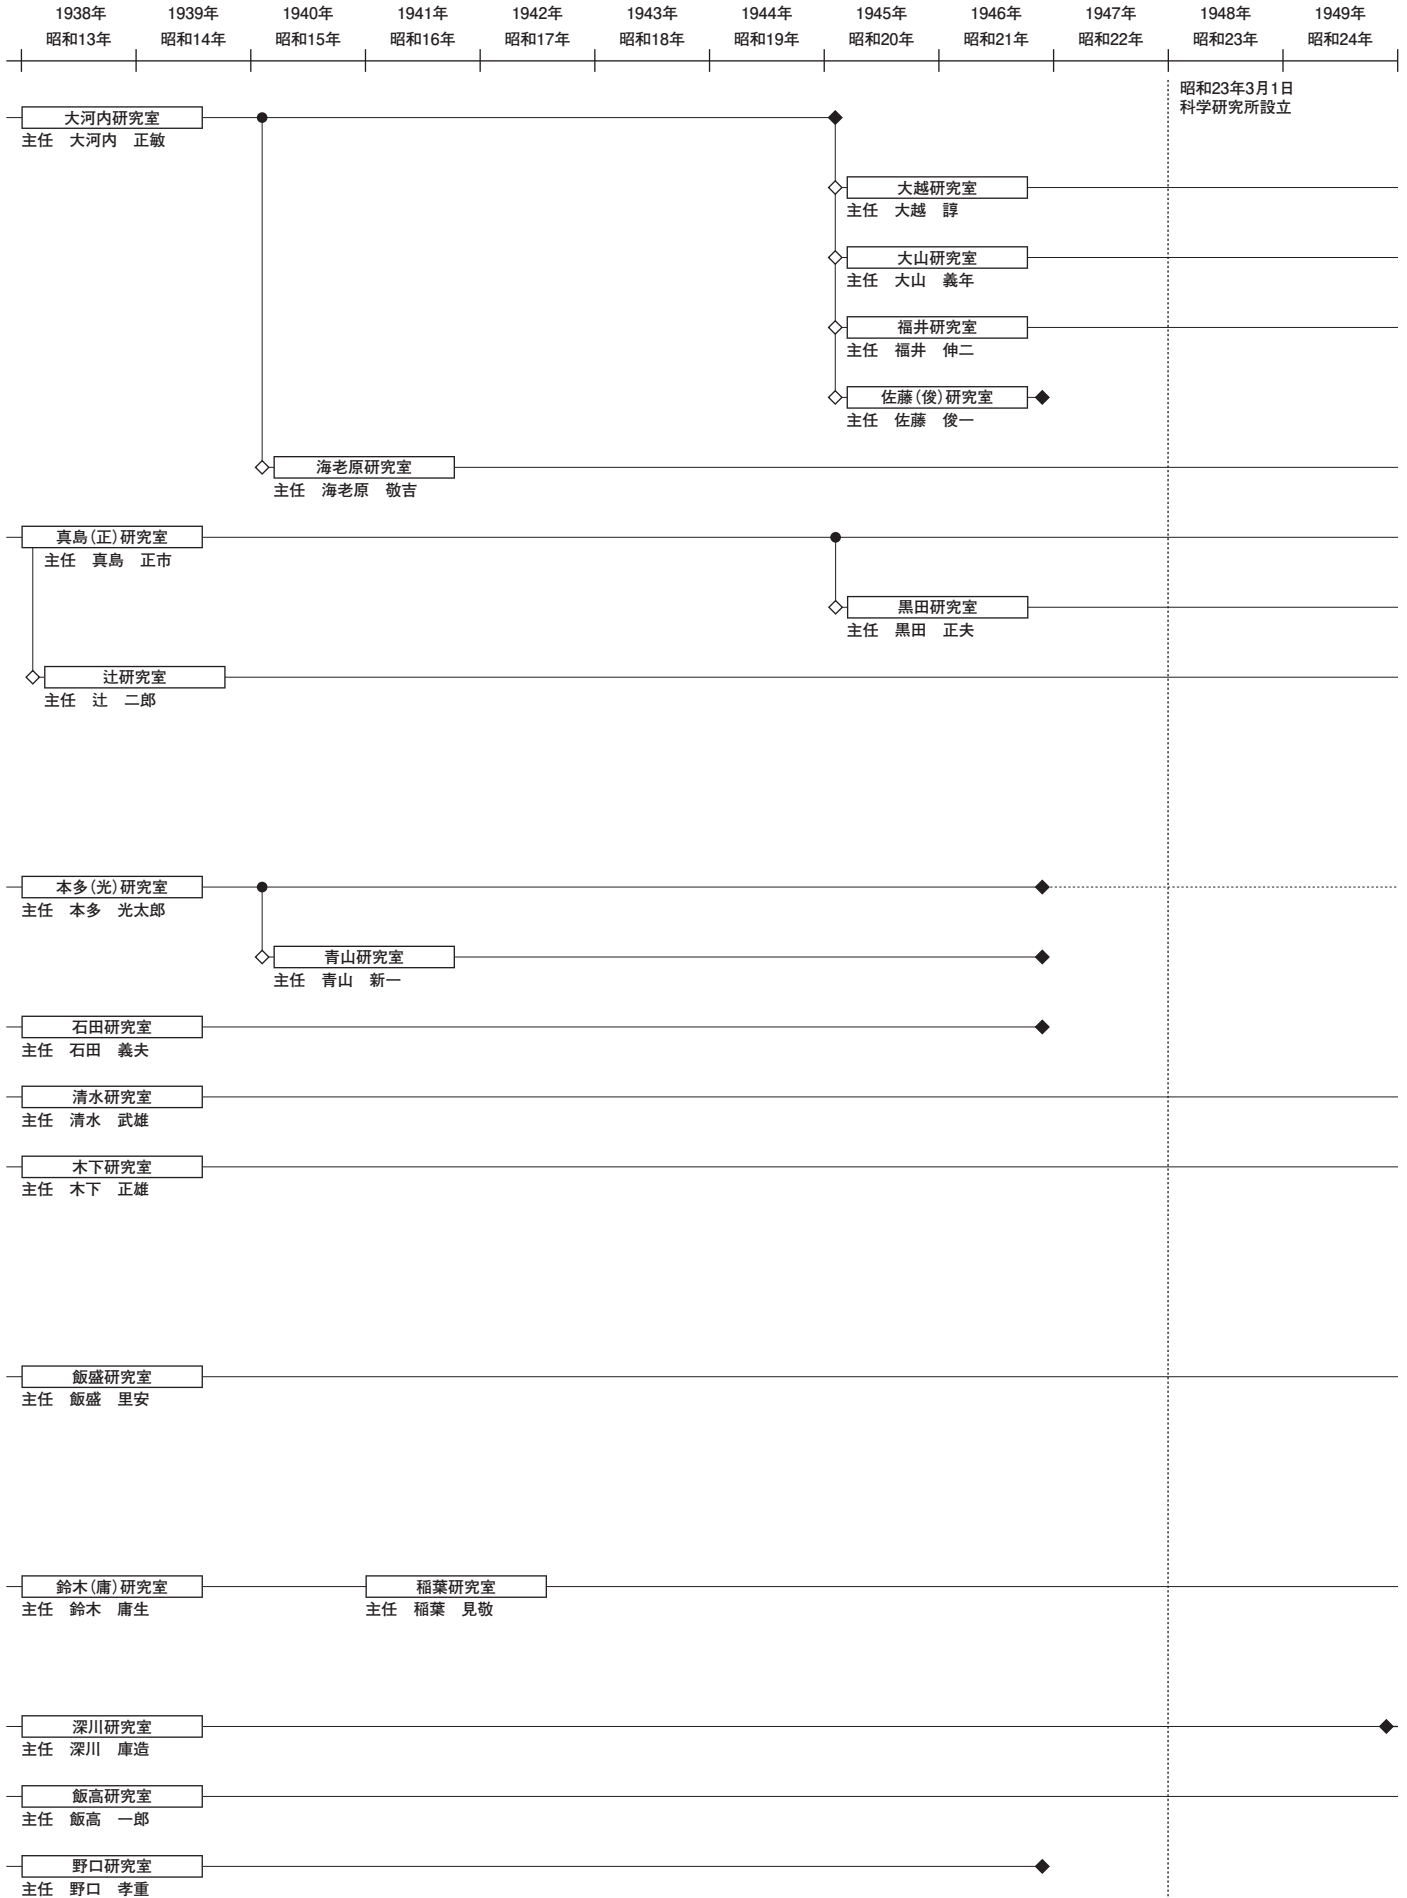 1938年 1939年 1940年 1941年 1942年 1943年 1944年 1945年 1946年 1947年 1948年 1949年
昭和13年 昭和14年 昭和15年 昭和16年 昭和17年 昭和18年 昭和19年 昭和20年 昭和21年 昭和22年 昭和23年 昭和24年
昭和23年3月1日
科学研究所設立
大河内研究室
主任 大河内 正敏
大越研究室
主任 大越 諄
大山研究室
主任 大山 義年
福井研究室
主任 福井 伸二
佐藤(俊)研究室
主任 佐藤 俊一
海老原研究室
主任 海老原 敬吉
真島(正)研究室
主任 真島 正市
黒田研究室
主任 黒田 正夫
辻研究室
主任 辻 二郎
本多(光)研究室
主任 本多 光太郎
青山研究室
主任 青山 新一
石田研究室
主任 石田 義夫
清水研究室
主任 清水 武雄
木下研究室
主任 木下 正雄
飯盛研究室
主任 飯盛 里安
鈴木(庸)研究室 稲葉研究室
主任 鈴木 庸生 主任 稲葉 見敬
深川研究室
主任 深川 庫造
飯高研究室
主任 飯高 一郎
野口研究室
主任 野口 孝重